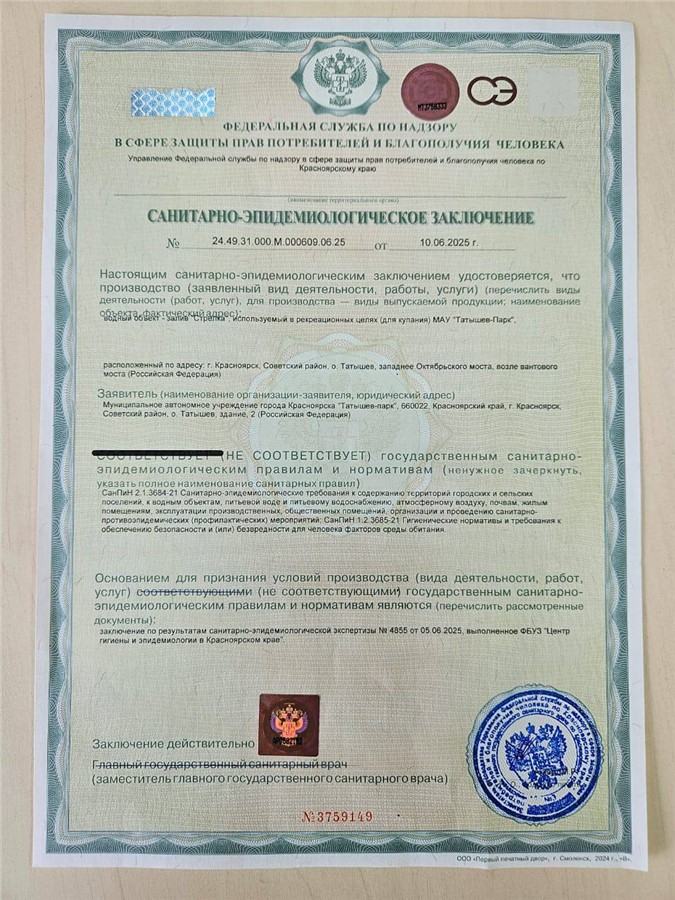 НТ3759333
СЭ
ФЕДЕРАЛЬНАЯ СЛУЖБА ПО НАДЗОРУ
В СФЕРЕ ЗАЩИТЫ ПРАВ ПОТРЕБИТЕЛЕЙ И БЛАГОПОЛУЧИЯ ЧЕЛОВЕКА
Управление Федеральной службы по надзору в сфере защиты прав потребителей и благополучия человека по
Красноярскому краю
(наименование территориального органа)
САНИТАРНО-ЭПИДЕМИОЛОГИЧЕСКОЕ ЗАКЛЮЧЕНИЕ
№ 24.49.31.000.М.000609.06.25 ОТ 10.06.2025 г.
Настоящим санитарно-эпидемиологическим заключением удостоверяется, что
производство (заявленный вид деятельности, работы, услуги) (перечислить виды
деятельности (работ, услуг), для производства — виды выпускаемой продукции; наименование
объекта, фактический адрес):
водный объект - залив "Стрелка", используемый в рекреационных целях (для купания) МАУ "Татышев-Парк",
расположенный по адресу: г. Красноярск, Советский район, о. Татышев, западнее Октябрьского моста, возле вантового
моста (Российская Федерация)
Заявитель (наименование организации-заявителя, юридический адрес)
Муниципальное автономное учреждение города Красноярска "Татышев-парк", 660022, Красноярский край, г. Красноярск,
Советский район, о. Татышев, здание, 2 (Российская Федерация)
СООТВЕТСТВУЕТ (НЕ СООТВЕТСТВУЕТ) государственным санитарно-
эпидемиологическим правилам и нормативам (ненужное зачеркнуть,
указать полное наименование санитарных правил)
СанПиН 2.1.3684-21 Санитарно-эпидемиологические требования к содержанию территорий городских и сельских
поселений, к водным объектам, питьевой воде и питьевому водоснабжению, атмосферному воздуху, почвам, жилым
помещениям, эксплуатации производственных, общественных помещений, организации и проведению санитарно-
противоэпидемических (профилактических) мероприятий; СанПиН 1.2.3685-21 Гигиенические нормативы и требования к
обеспечению безопасности и (или) безвредности для человека факторов среды обитания.
Основанием для признания условий производства (вида деятельности, работ,
услуг) соответствующими (не соответствующими) государственным санитарно-
эпидемиологическим правилам и нормативам являются (перечислить рассмотренные
документы):
заключение по результатам санитарно-эпидемиологической экспертизы № 4855 от 05.06.2025, выполненное ФБУЗ "Центр
гигиены и эпидемиологии в Красноярском крае".
Заключение действительно
Главный государственный санитарный врач
(заместитель главного государственного санитарного врача)
№3759149
ООО «Первый печатный двор», г. Смоленск, 2024 г., «В».